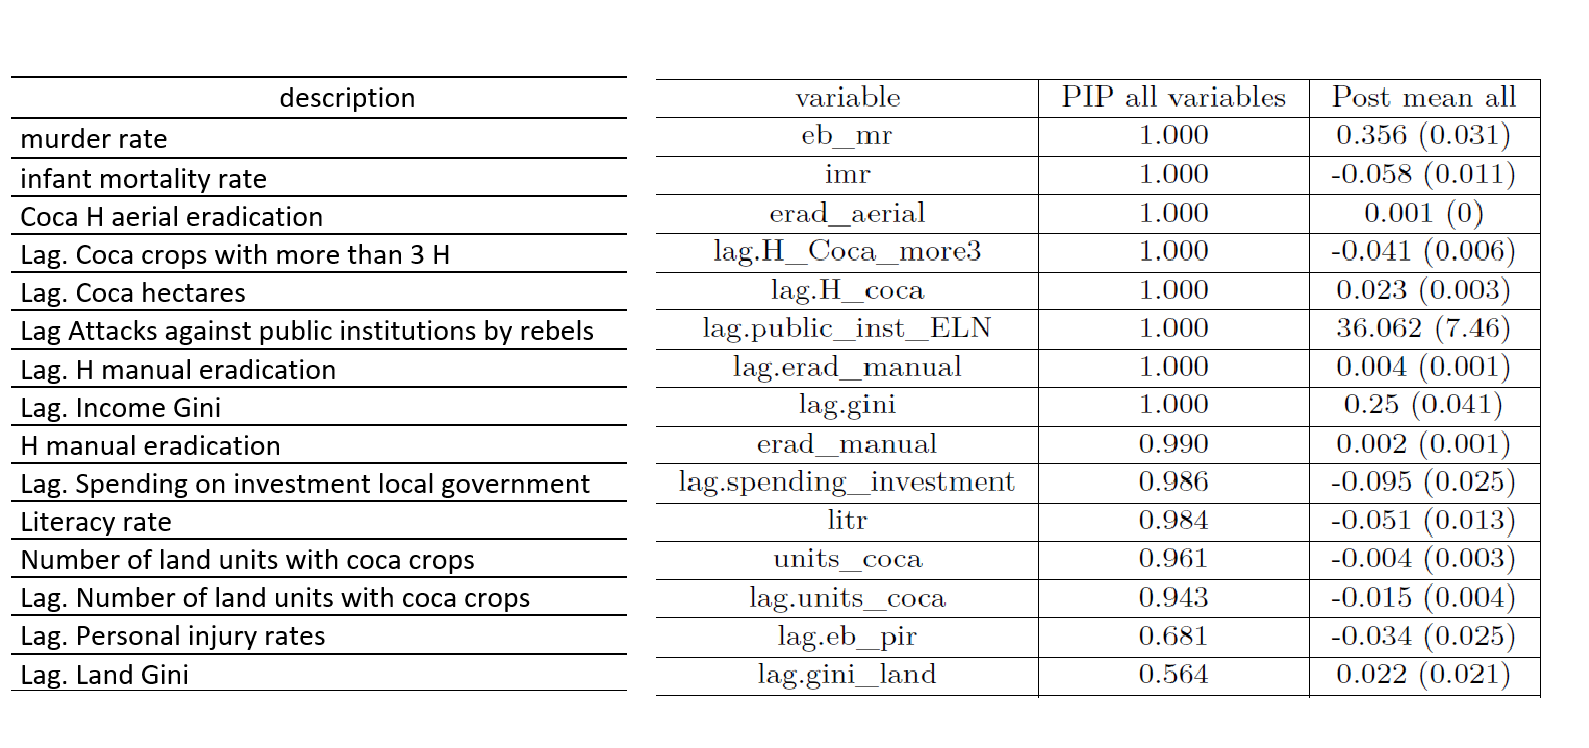 description variable PIP all variables Post mean all
murder rate eb_mr 1.000 0.356 (0.031)
infant mortality rate imr 1.000 -0.058 (0.011)
Coca H aerial eradication erad_aerial 1.000 0.001 (0)
Lag. Coca crops with more than 3 H lag.H_Coca_more3 1.000 -0.041 (0.006)
Lag. Coca hectares lag.H_coca 1.000 0.023 (0.003)
Lag Attacks against public institutions by rebels lag.public_inst_ELN 1.000 36.062 (7.46)
Lag. H manual eradication lag.erad_manual 1.000 0.004 (0.001)
Lag. Income Gini lag.gini 1.000 0.25 (0.041)
H manual eradication erad_manual 0.990 0.002 (0.001)
Lag. Spending on investment local government lag.spending_investment 0.986 -0.095 (0.025)
Literacy rate litr 0.984 -0.051 (0.013)
Number of land units with coca crops units_coca 0.961 -0.004 (0.003)
Lag. Number of land units with coca crops lag.units_coca 0.943 -0.015 (0.004)
Lag. Personal injury rates lag.eb_pir 0.681 -0.034 (0.025)
Lag. Land Gini lag.gini_land 0.564 0.022 (0.021)